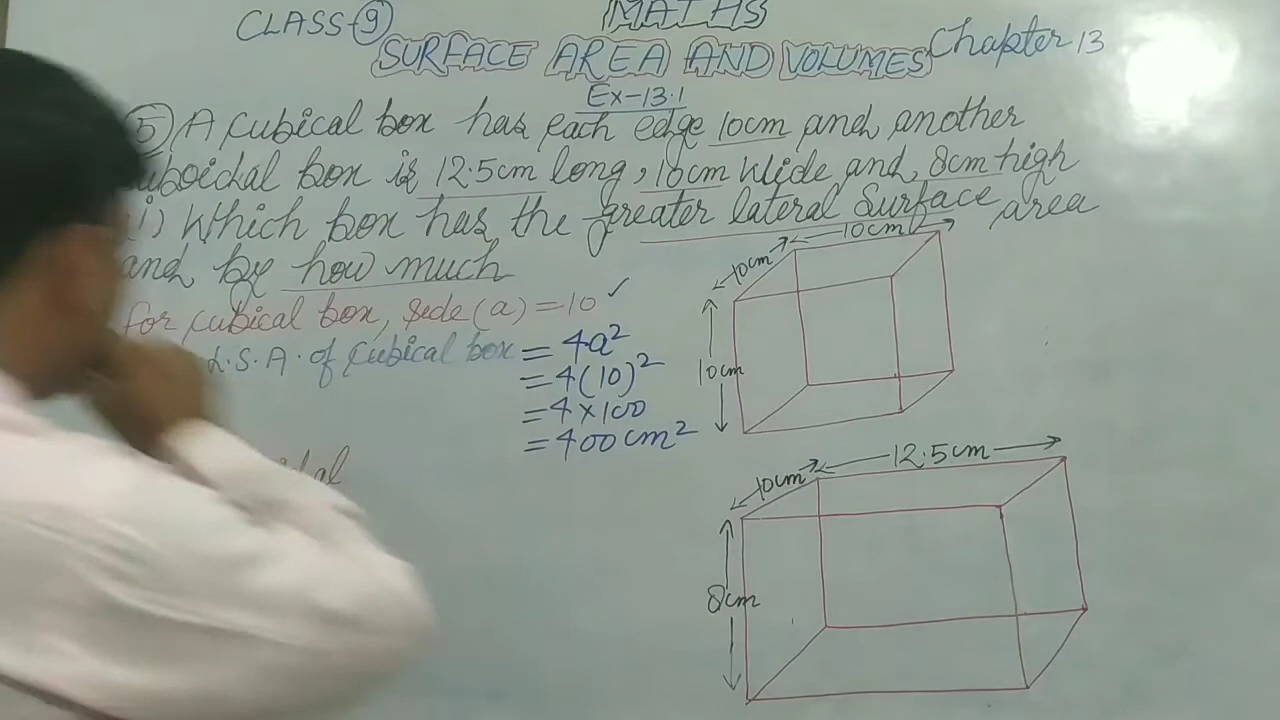 CLASS-9
MATHS
SURFACE AREA AND VOLUMES
Chapter 13
Ex-13.1
5) A cubical box has each edge 10cm and another
uboidal box is 12.5cm long, 10cm wide and 8cm high
i) Which box has the greater lateral surface area
and by how much
for cubical box, side (a) = 10 ✓
L.S.A. of cubical box = 4a²
= 4(10)²
= 4×100
= 400cm²
idal
10cm
10cm
10cm
12.5cm
10cm
8cm